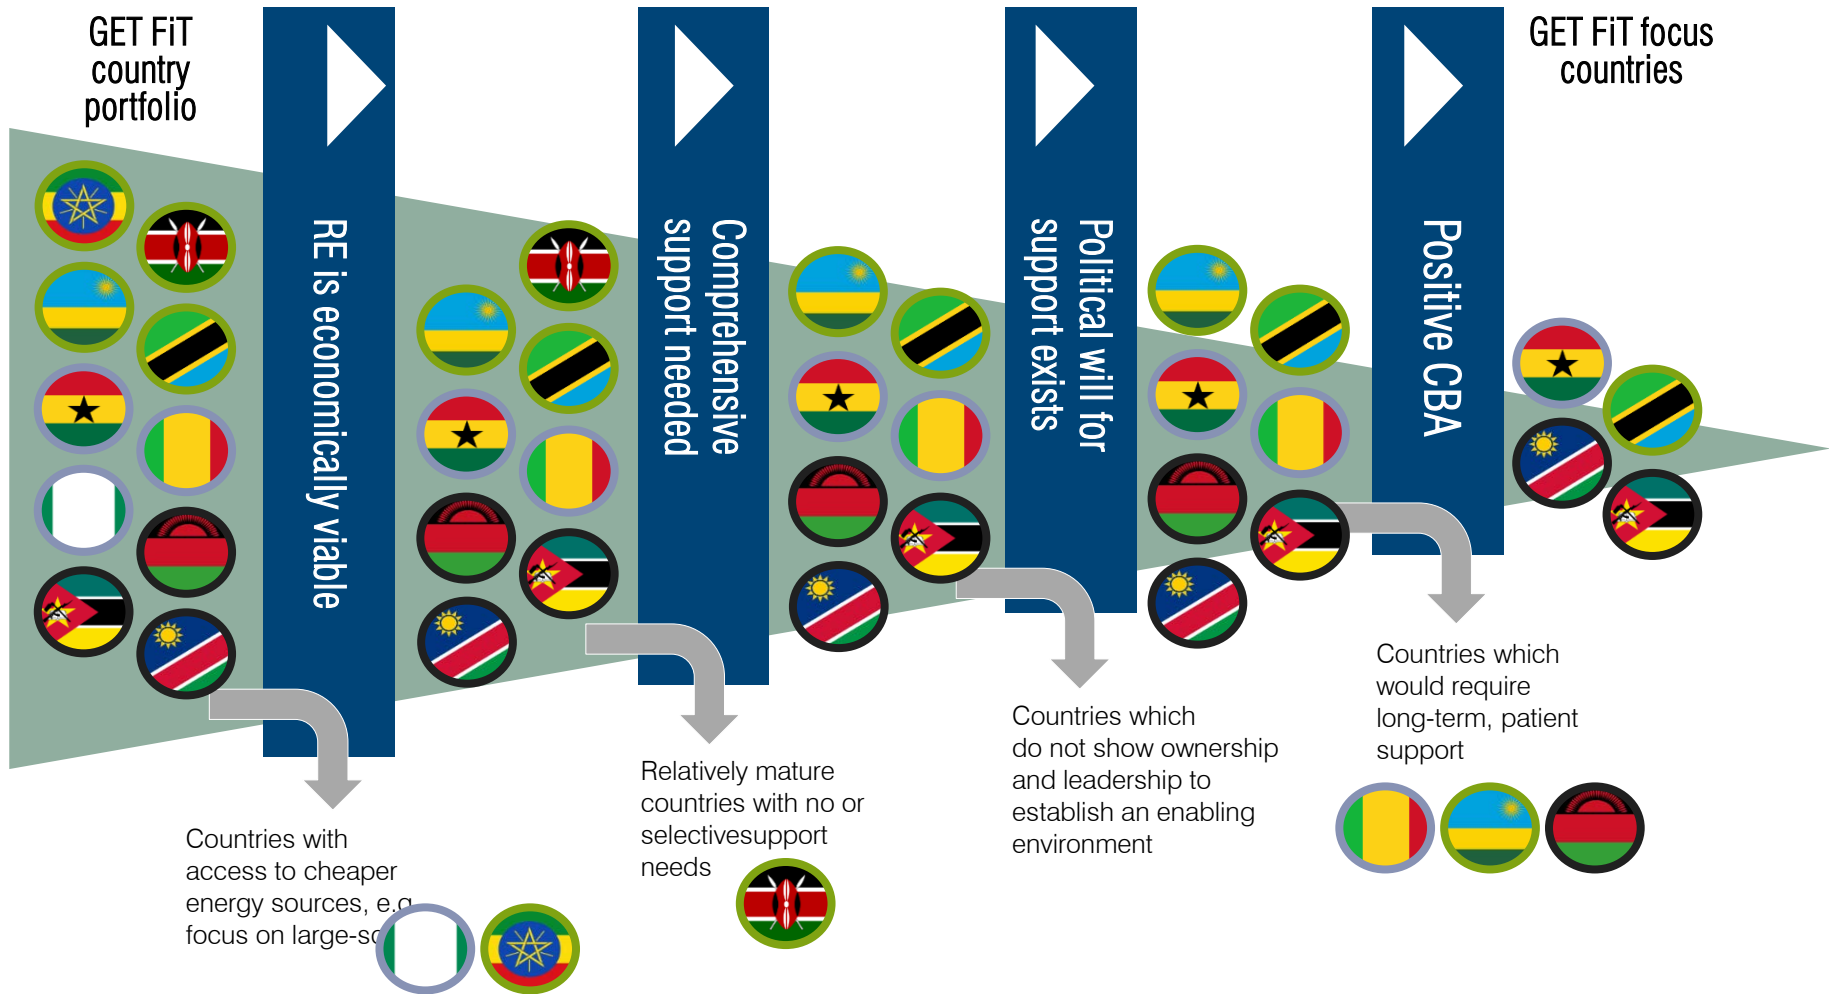 GET FiT
country
portfolio
RE is economically viable
Comprehensive
support needed
Political will for
support exists
Positive CBA
GET FiT focus
countries
Countries with
access to cheaper
energy sources, e.g.
focus on large-sc
Relatively mature
countries with no or
selectivesupport
needs
Countries which
do not show ownership
and leadership to
establish an enabling
environment
Countries which
would require
long-term, patient
support